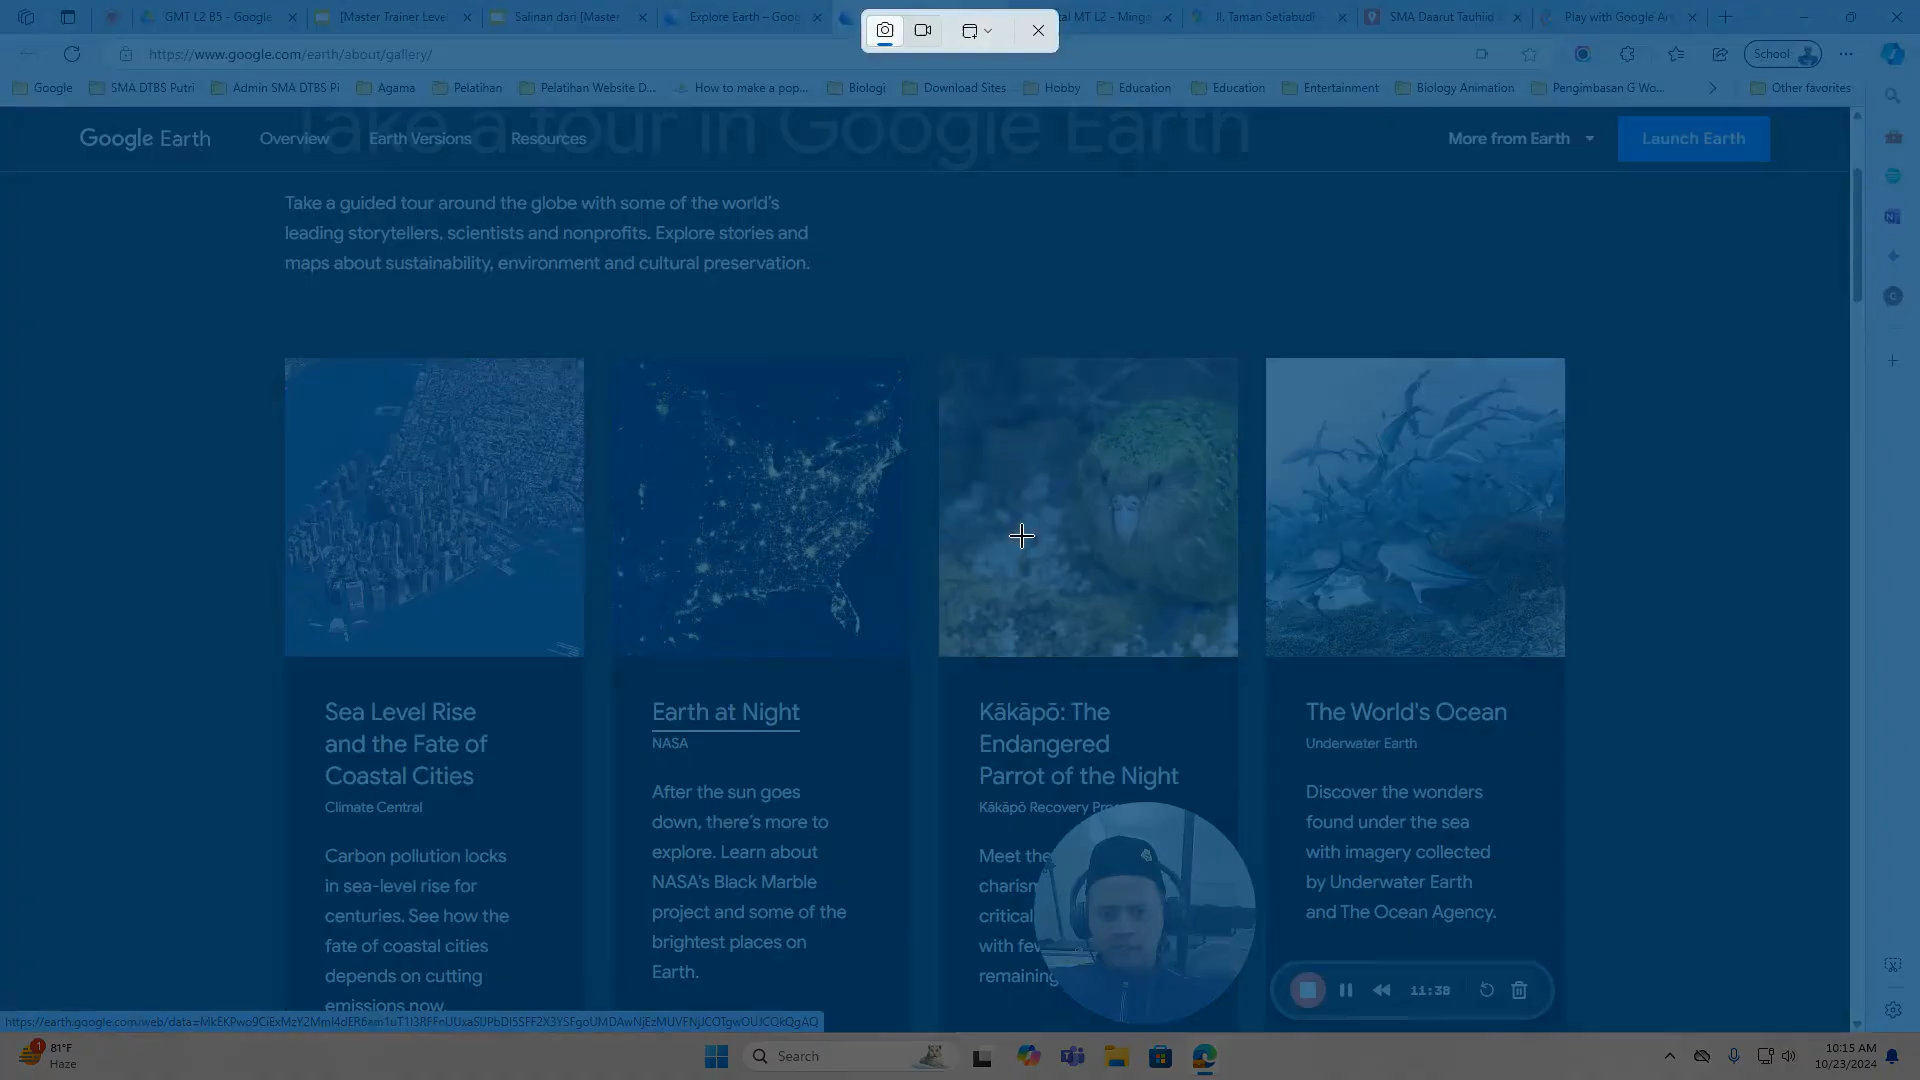 GMT L2 B5 - Google
[Master Trainer Level
Salinan dari [Master
Explore Earth – Goog
tal MT L2 - Mingg
Jl. Taman Setiabudi
SMA Daarut Tauhiid
Play with Google Ar
https://www.google.com/earth/about/gallery/
School
Google
SMA DTBS Putri
Admin SMA DTBS Pi
Agama
Pelatihan
Pelatihan Website D...
How to make a pop...
Biologi
Download Sites
Hobby
Education
Education
Entertainment
Biology Animation
Pengimbasan G Wo...
Other favorites
Take a tour in Google Earth
Google Earth
Overview
Earth Versions
Resources
More from Earth
Launch Earth
Take a guided tour around the globe with some of the world's
leading storytellers, scientists and nonprofits. Explore stories and
maps about sustainability, environment and cultural preservation.
Sea Level Rise
and the Fate of
Coastal Cities
Climate Central
Carbon pollution locks
in sea-level rise for
centuries. See how the
fate of coastal cities
depends on cutting
emissions now.
Earth at Night
NASA
After the sun goes
down, there's more to
explore. Learn about
NASA's Black Marble
project and some of the
brightest places on
Earth.
Kākāpō: The
Endangered
Parrot of the Night
Kākāpō Recovery Pro
Meet the
charism
critical
with few
remaining
The World's Ocean
Underwater Earth
Discover the wonders
found under the sea
with imagery collected
by Underwater Earth
and The Ocean Agency.
11:38
81°F
Haze
1
Search
10:15 AM
10/23/2024